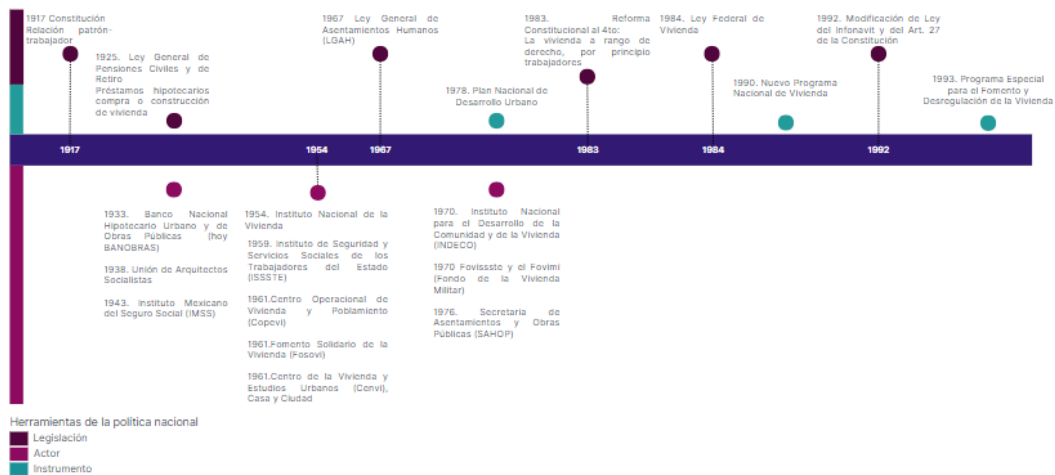 1917 Constitución
Relación patrón-
trabajador
1925. Ley General de
Pensiones Civiles y de
Retiro
Préstamos hipotecarios
compra o construcción
de vivienda
1967 Ley General de
Asentamientos Humanos
(LGAH)
1978. Plan Nacional de
Desarrollo Urbano
1983. Reforma
Constitucional al 4to:
La vivienda a rango de
derecho, por principio
trabajadores
1984. Ley Federal de
Vivienda
1990. Nuevo Programa
Nacional de Vivienda
1992. Modificación de Ley
del Infonavit y del Art. 27
de la Constitución
1993. Programa Especial
para el Fomento y
Desregulación de la Vivienda
1917
1954
1967
1983
1984
1992
1933. Banco Nacional
Hipotecario Urbano y de
Obras Públicas (hoy
BANOBRAS)
1938. Unión de Arquitectos
Socialistas
1943. Instituto Mexicano
del Seguro Social (IMSS)
1954. Instituto Nacional de la
Vivienda
1959. Instituto de Seguridad y
Servicios Sociales de los
Trabajadores del Estado
(ISSSTE)
1961.Centro Operacional de
Vivienda y Poblamiento
(Copevi)
1961.Fomento Solidario de la
Vivienda (Fosovi)
1961.Centro de la Vivienda y
Estudios Urbanos (Cenvi),
Casa y Ciudad
1970. Instituto Nacional
para el Desarrollo de la
Comunidad y de la Vivienda
(INDECO)
1970 Fovissste y el Fovimi
(Fondo de la Vivienda
Militar)
1976. Secretaria de
Asentamientos y Obras
Públicas (SAHOP)
Herramientas de la política nacional
Legislación
Actor
Instrumento